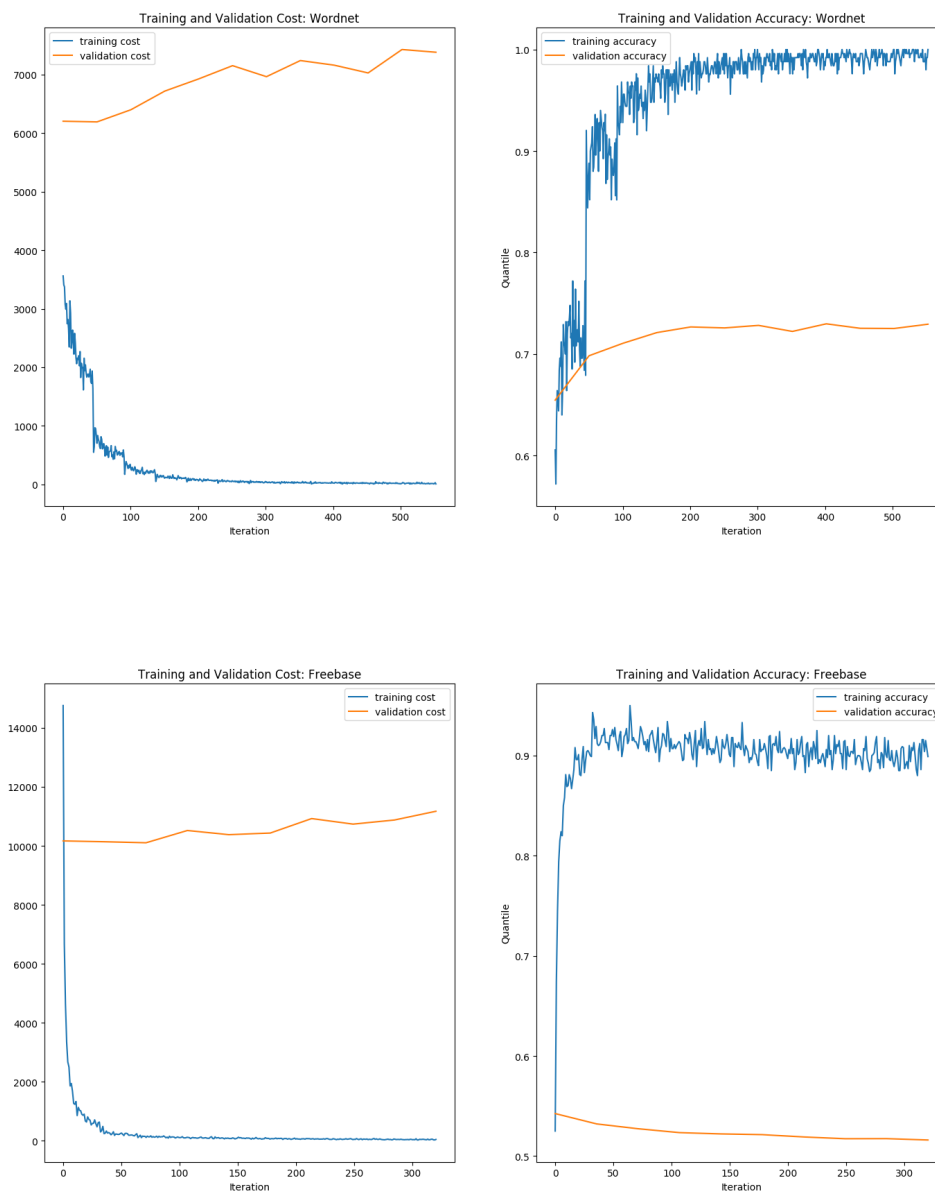 Training and Validation Cost: Wordnet
training cost
validation cost
7000
6000
5000
4000
3000
2000
1000
0
0
100
200
300
400
500
Iteration
Training and Validation Accuracy: Wordnet
training accuracy
validation accuracy
1.0
0.9
0.8
0.7
0.6
Quantile
0
100
200
300
400
500
Iteration
Training and Validation Cost: Freebase
training cost
validation cost
14000
12000
10000
8000
6000
4000
2000
0
0
50
100
150
200
250
300
Iteration
Training and Validation Accuracy: Freebase
training accuracy
validation accuracy
0.9
0.8
0.7
0.6
0.5
Quantile
0
50
100
150
200
250
300
Iteration